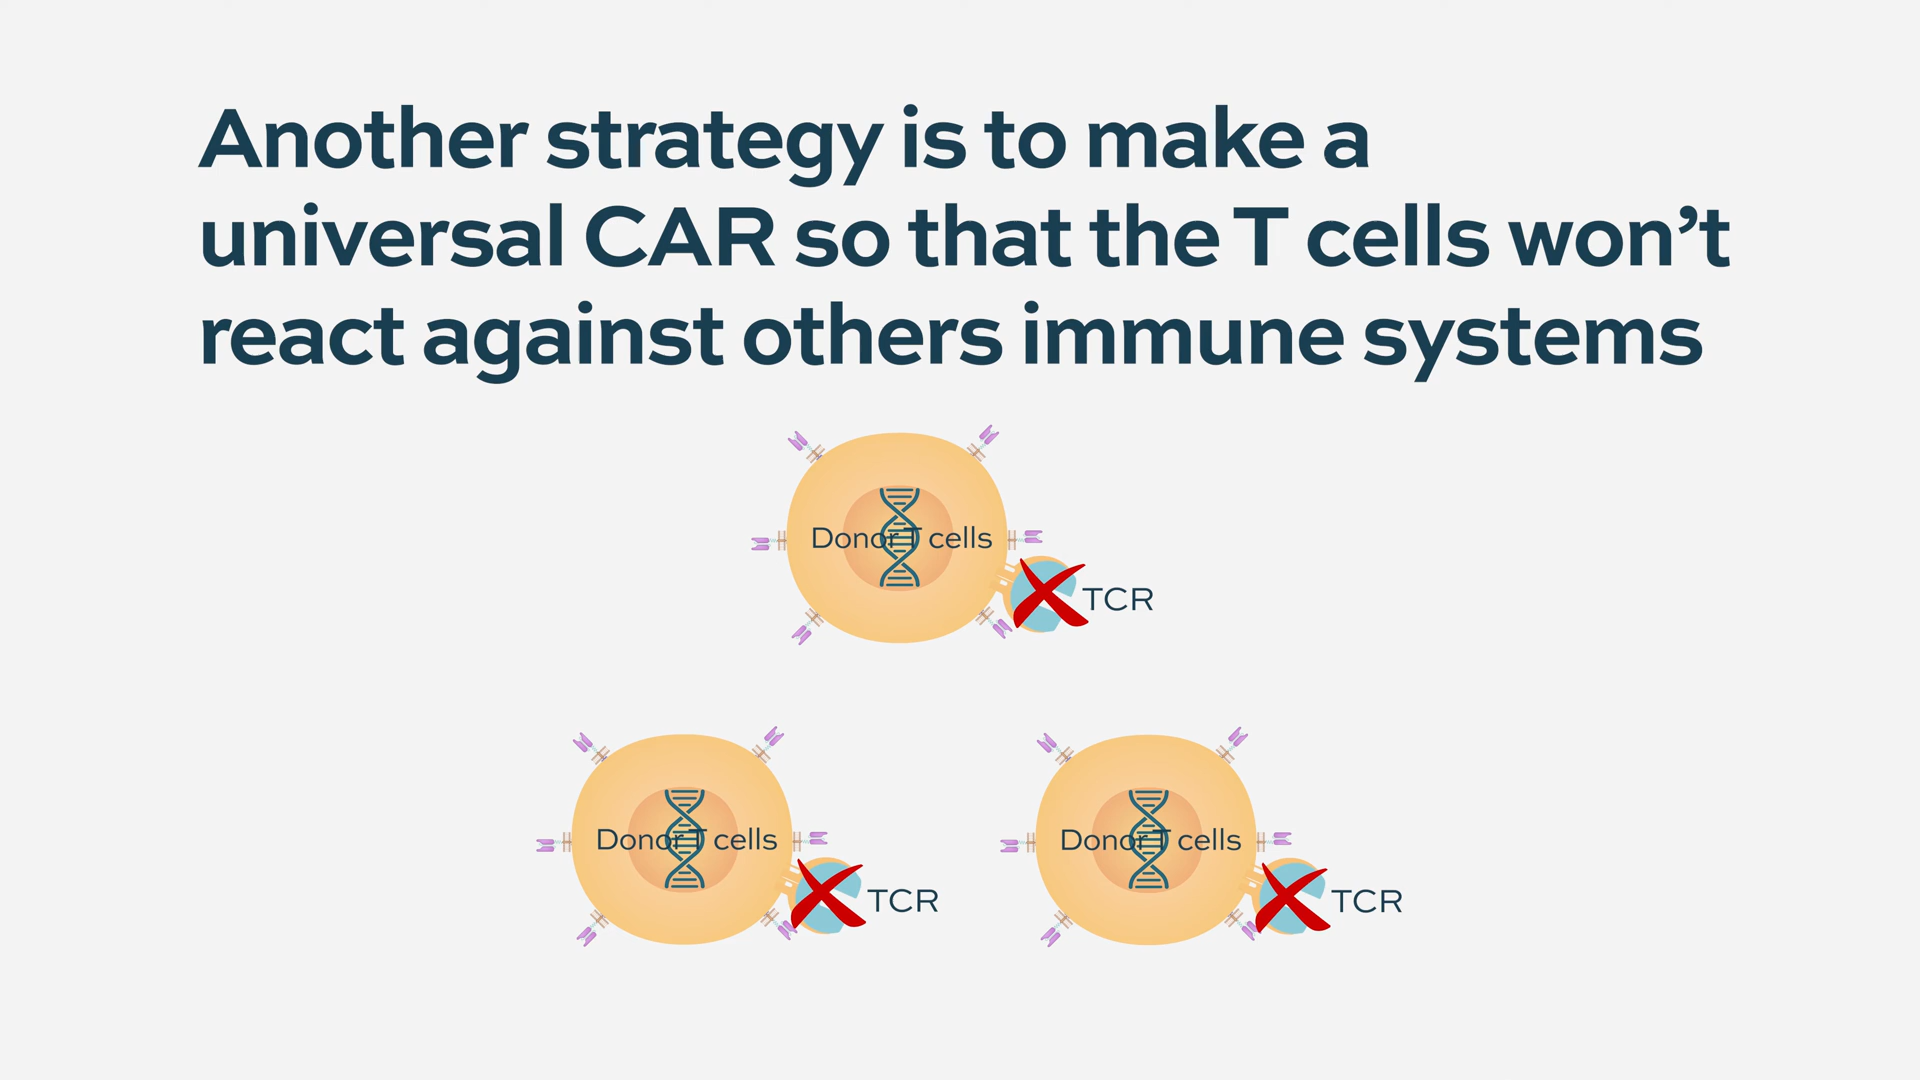 Another strategy is to make a
universal CAR so that the T cells won’t
react against others immune systems
Donor T cells
TCR
Donor T cells
TCR
Donor T cells
TCR